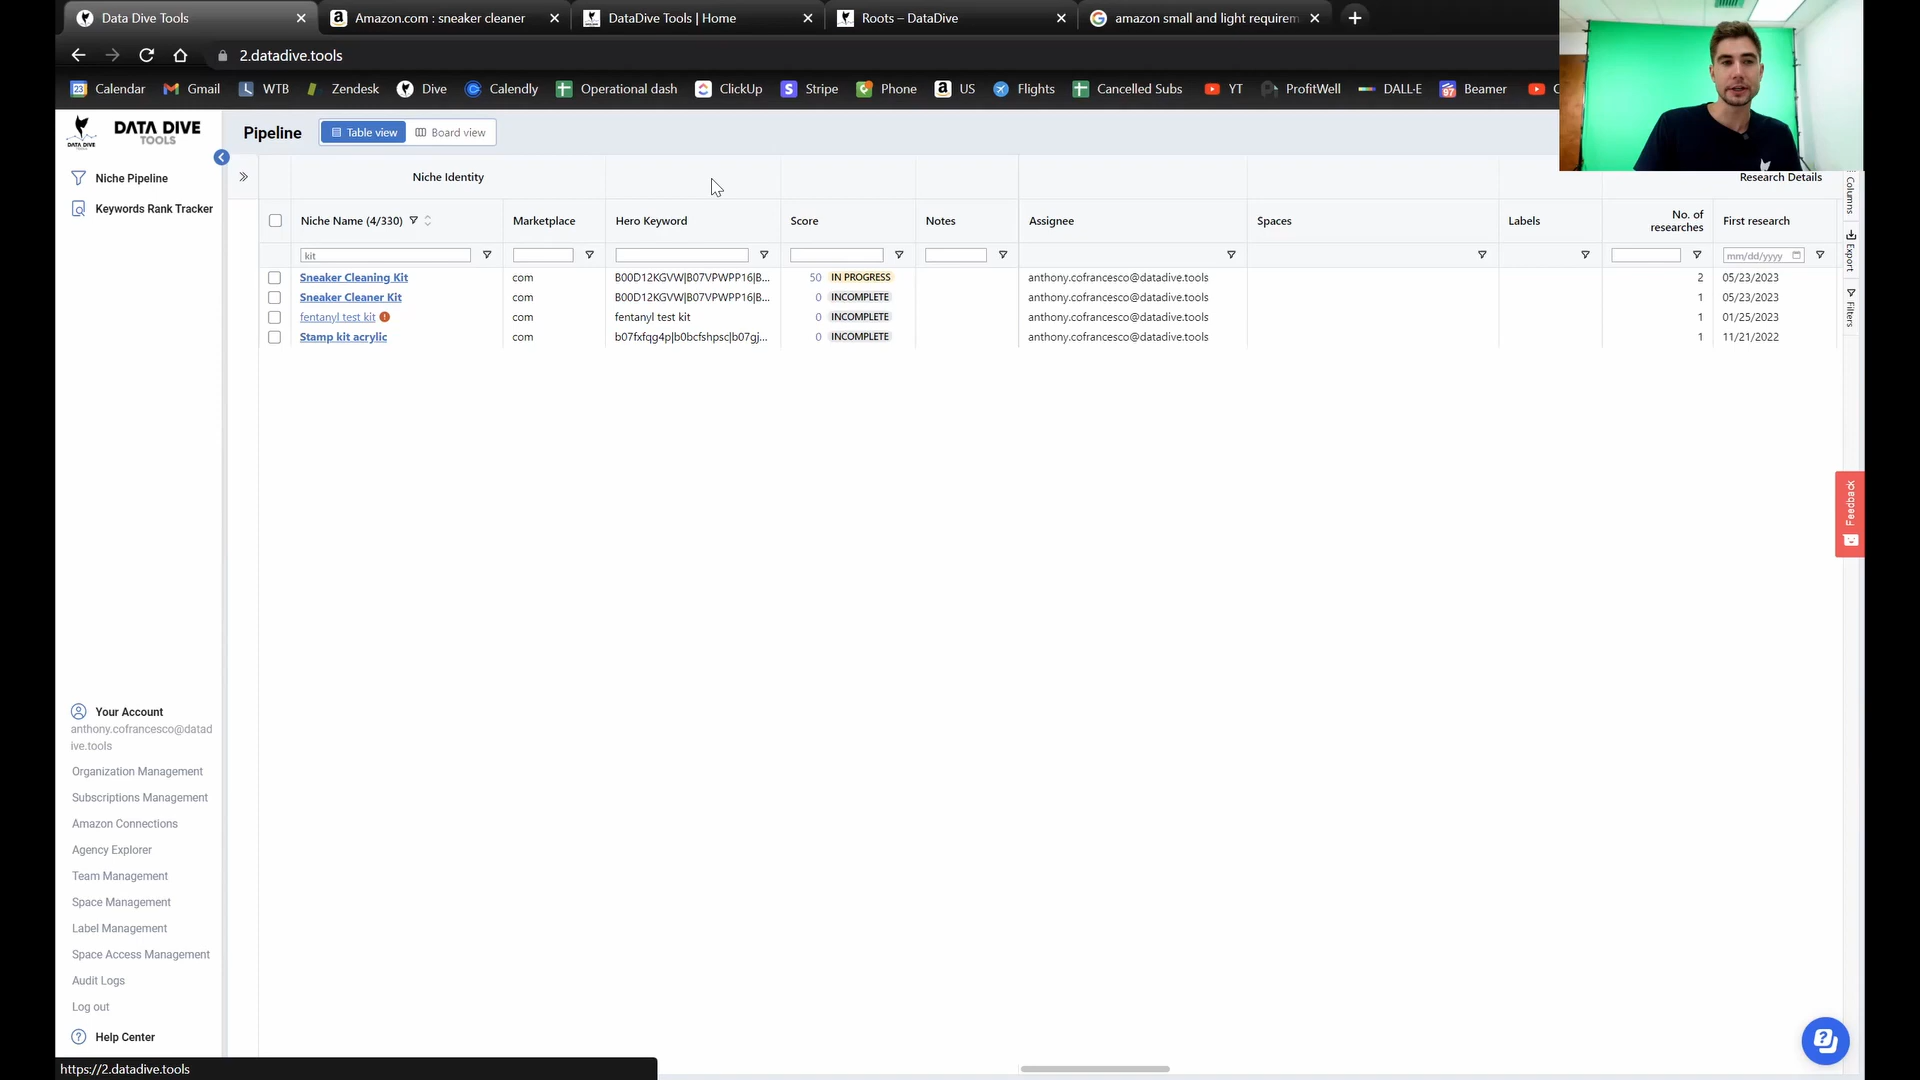 Data Dive Tools
Amazon.com : sneaker cleaner
DataDive Tools | Home
Roots – DataDive
amazon small and light requirem
2.datadive.tools
Calendar
Gmail
WTB
Zendesk
Dive
Calendly
Operational dash
ClickUp
Stripe
Phone
US
Flights
Cancelled Subs
YT
ProfitWell
DALL·E
Beamer
DATA DIVE
TOOLS
DATA DIVE
Pipeline
Table view
Board view
Niche Pipeline
Keywords Rank Tracker
Niche Identity
Research Details
Niche Name (4/330)
Marketplace
Hero Keyword
Score
Notes
Assignee
Spaces
Labels
No. of researches
First research
kit
mm/dd/yyyy
Sneaker Cleaning Kit com B00D12KGVW|B07VPWPP16|B... 50 IN PROGRESS anthony.cofrancesco@datadive.tools 2 05/23/2023
Sneaker Cleaner Kit com B00D12KGVW|B07VPWPP16|B... 0 INCOMPLETE anthony.cofrancesco@datadive.tools 1 05/23/2023
fentanyl test kit com fentanyl test kit 0 INCOMPLETE anthony.cofrancesco@datadive.tools 1 01/25/2023
Stamp kit acrylic com b07fxfqg4p|b0bcfshpsc|b07gj... 0 INCOMPLETE anthony.cofrancesco@datadive.tools 1 11/21/2022
Columns
Export
Filters
Feedback
Your Account
anthony.cofrancesco@datad
ive.tools
Organization Management
Subscriptions Management
Amazon Connections
Agency Explorer
Team Management
Space Management
Label Management
Space Access Management
Audit Logs
Log out
Help Center
https://2.datadive.tools